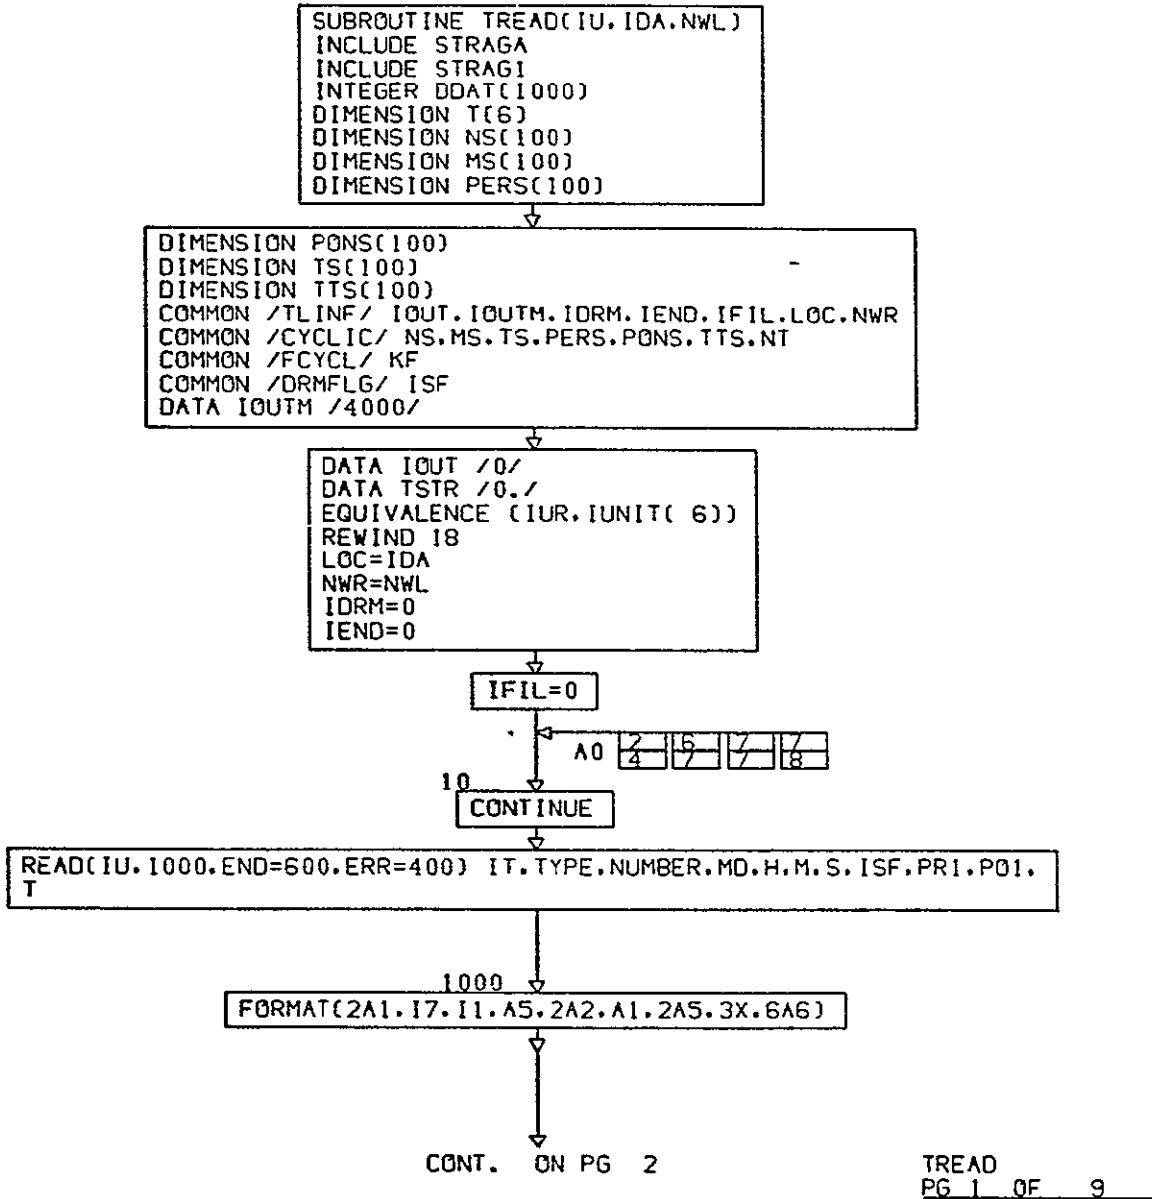 SUBROUTINE TREAD(IU.IDA.NWL)
INCLUDE STRAGA
INCLUDE STRAG1
INTEGER DDAT(1000)
DIMENSION T(6)
DIMENSION NS(100)
DIMENSION MS(100)
DIMENSION PERS(100)
DIMENSION PONS(100)
DIMENSION TS(100)
DIMENSION TTS(100)
COMMON /TLINF/ IOUT.IOUTM.IDRM.IEND.IFIL.LOC.NWR
COMMON /CYCLIC/ NS.MS.TS.PERS.PONS.TTS.NT
COMMON /FCYCL/ KF
COMMON /DRMFLG/ ISF
DATA IOUTM /4000/
DATA IOUT /0/
DATA TSTR /0./
EQUIVALENCE (IUR.IUNIT( 6))
REWIND 18
LOC=IDA
NWR=NWL
IDRM=0
IEND=0
IFIL=0
A0 2 6 7 7
4 7 7 8
10
CONTINUE
READ(IU.1000.END=600.ERR=400) IT.TYPE.NUMBER.MD.H.M.S.ISF.PR1.PO1.
T
1000
FORMAT(2A1.I7.I1.A5.2A2.A1.2A5.3X.6A6)
CONT. ON PG 2
TREAD
PG 1 OF 9